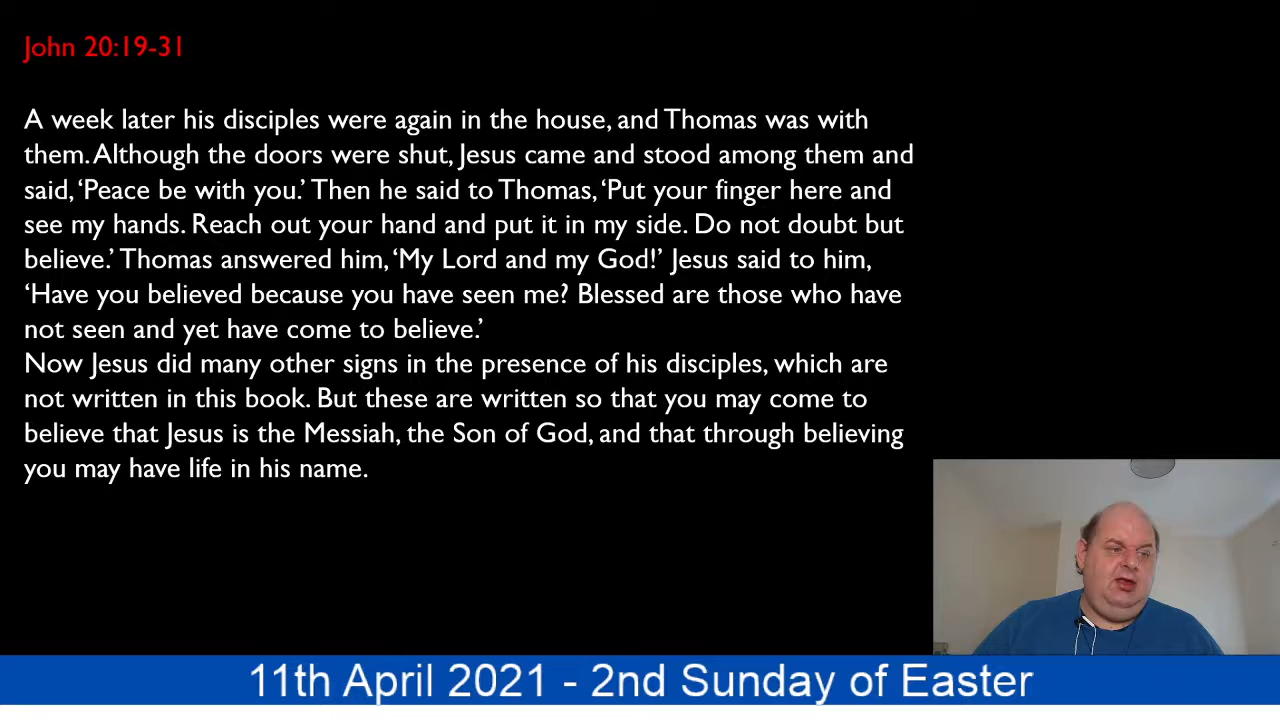 John 20:19-31
A week later his disciples were again in the house, and Thomas was with
them. Although the doors were shut, Jesus came and stood among them and
said, ‘Peace be with you.’ Then he said to Thomas, ‘Put your finger here and
see my hands. Reach out your hand and put it in my side. Do not doubt but
believe.’ Thomas answered him, ‘My Lord and my God!’ Jesus said to him,
‘Have you believed because you have seen me? Blessed are those who have
not seen and yet have come to believe.’
Now Jesus did many other signs in the presence of his disciples, which are
not written in this book. But these are written so that you may come to
believe that Jesus is the Messiah, the Son of God, and that through believing
you may have life in his name.
11th April 2021 - 2nd Sunday of Easter